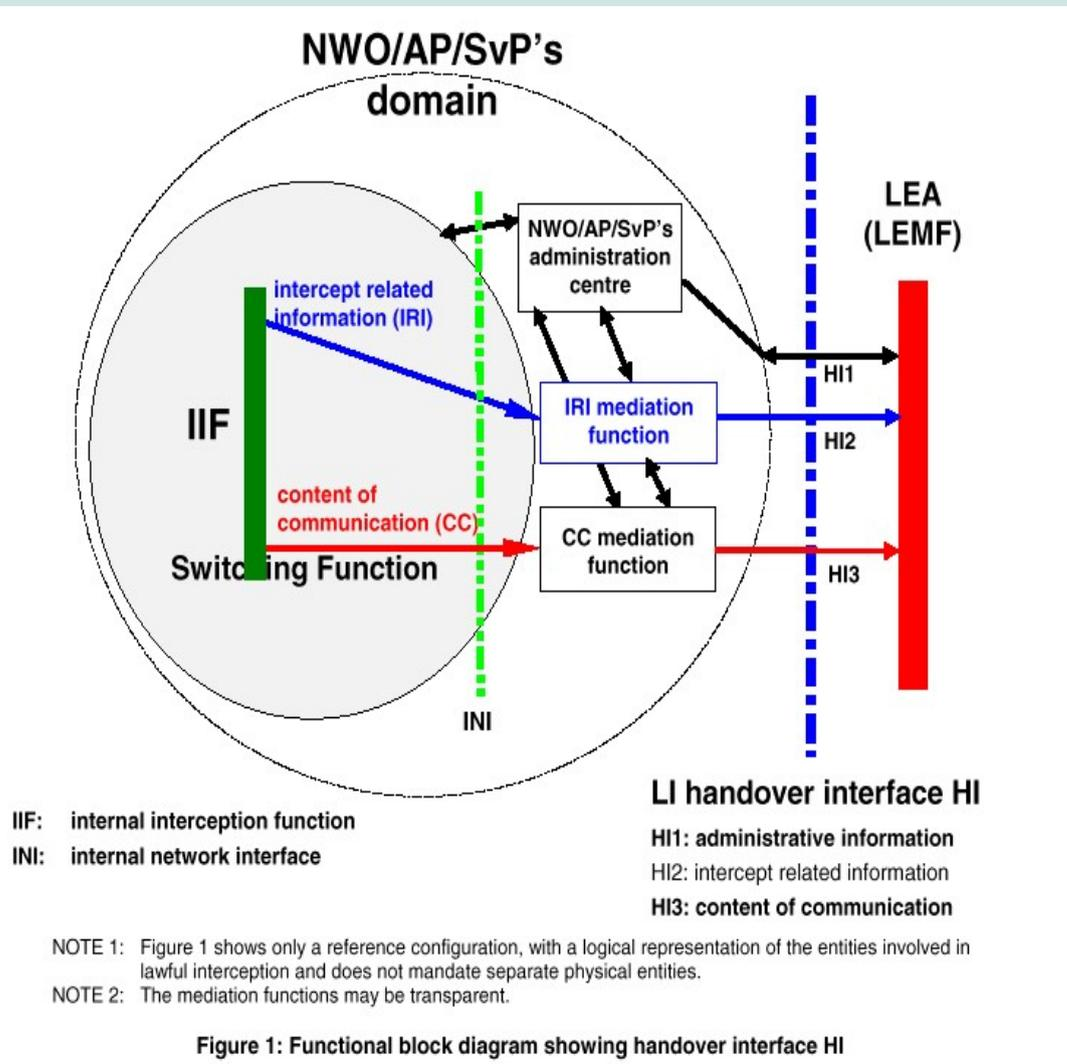 NWO/AP/SvP's
domain
LEA
(LEMF)
NWO/AP/SvP's
administration
centre
intercept related
information (IRI)
HI1
IIF
IRI mediation
function
HI2
content of
communication (CC)
CC mediation
function
Switching Function
HI3
INI
LI handover interface HI
IIF: internal interception function
INI: internal network interface
HI1: administrative information
HI2: intercept related information
HI3: content of communication
NOTE 1: Figure 1 shows only a reference configuration, with a logical representation of the entities involved in
lawful interception and does not mandate separate physical entities.
NOTE 2: The mediation functions may be transparent.
Figure 1: Functional block diagram showing handover interface HI